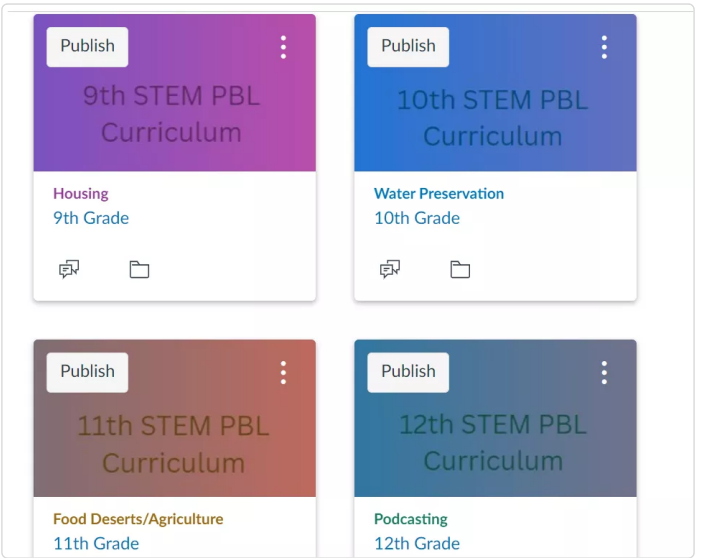 Publish
9th STEM PBL
Curriculum
Housing
9th Grade
Publish
10th STEM PBL
Curriculum
Water Preservation
10th Grade
Publish
11th STEM PBL
Curriculum
Food Deserts/Agriculture
11th Grade
Publish
12th STEM PBL
Curriculum
Podcasting
12th Grade